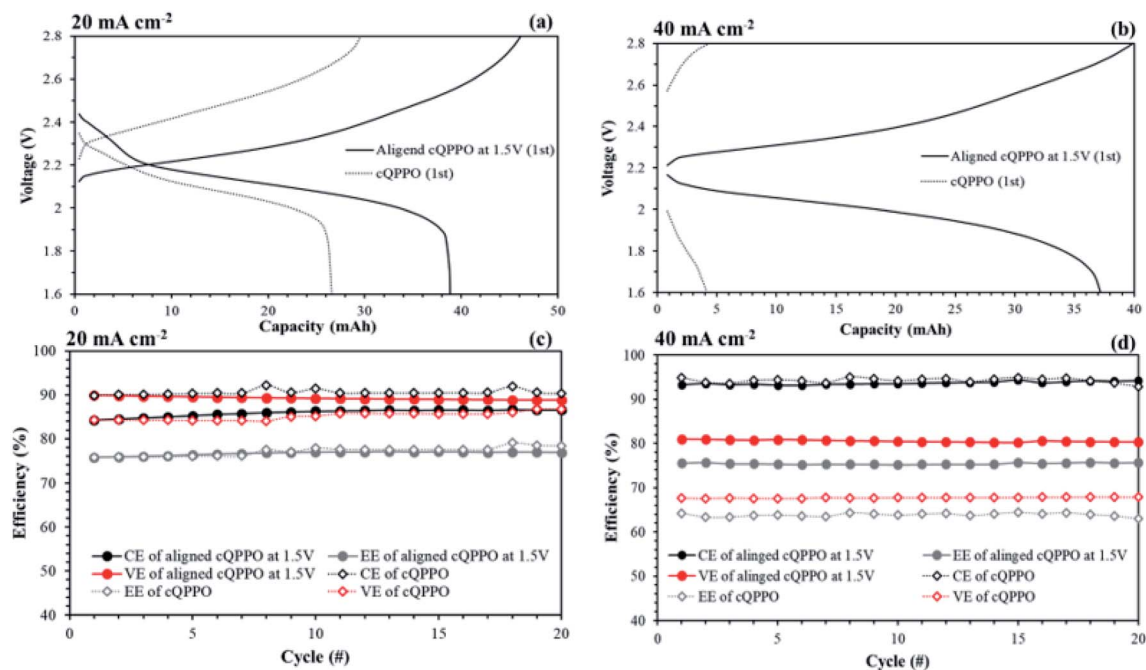 20 mA cm-2
(a)
2.8
2.6
2.4
2.2
2
1.8
1.6
Voltage (V)
Aligend cQPPO at 1.5V (1st)
cQPPO (1st)
0 10 20 30 40 50
Capacity (mAh)
40 mA cm-2
(b)
2.8
2.6
2.4
2.2
2
1.8
1.6
Voltage (V)
Aligned cQPPO at 1.5V (1st)
cQPPO (1st)
0 5 10 15 20 25 30 35 40
Capacity (mAh)
20 mA cm-2
(c)
100
90
80
70
60
50
40
Efficiency (%)
CE of aligned cQPPO at 1.5V
EE of aligned cQPPO at 1.5V
VE of aligned cQPPO at 1.5V
CE of cQPPO
EE of cQPPO
VE of cQPPO
0 5 10 15 20
Cycle (#)
40 mA cm-2
(d)
100
90
80
70
60
50
40
Efficiency (%)
CE of alinged cQPPO at 1.5V
EE of alinged cQPPO at 1.5V
VE of alinged cQPPO at 1.5V
CE of cQPPO
EE of cQPPO
VE of cQPPO
0 5 10 15 20
Cycle (#)